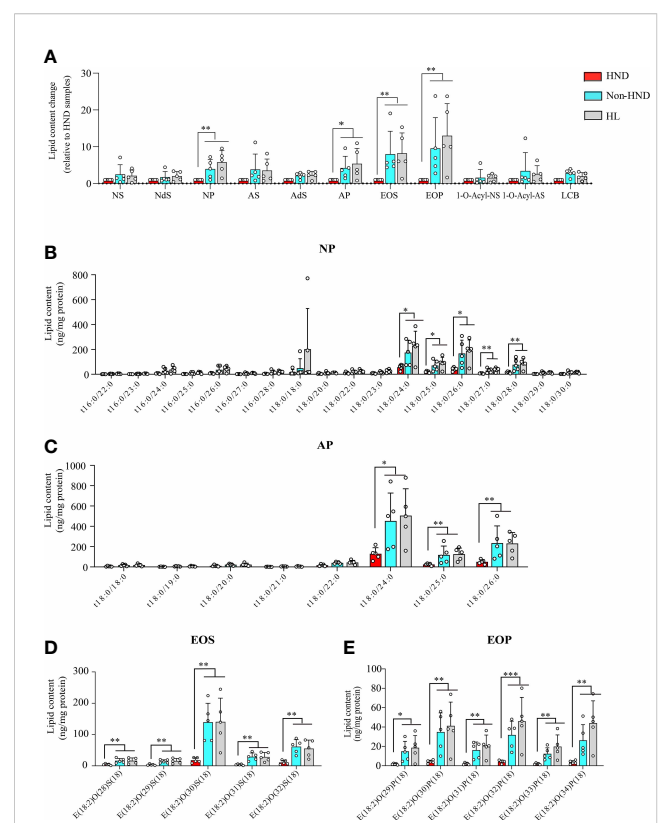 A
Lipid content change
(relative to HND samples)
30
20
10
0
** ** ** * **
NS NdS NP AS AdS AP EOS EOP 1-O-Acyl-NS 1-O-Acyl-AS LCB
HND
Non-HND
HL
B
NP
Lipid content
(ng/mg protein)
800
600
400
200
0
* * * ** **
t16:0/22:0 t16:0/23:0 t16:0/24:0 t16:0/25:0 t16:0/26:0 t16:0/27:0 t16:0/28:0 t18:0/18:0 t18:0/20:0 t18:0/22:0 t18:0/23:0 t18:0/24:0 t18:0/25:0 t18:0/26:0 t18:0/27:0 t18:0/28:0 t18:0/29:0 t18:0/30:0
C
AP
Lipid content
(ng/mg protein)
1000
800
600
400
200
0
* ** **
t18:0/18:0 t18:0/19:0 t18:0/20:0 t18:0/21:0 t18:0/22:0 t18:0/24:0 t18:0/25:0 t18:0/26:0
D
EOS
Lipid content
(ng/mg protein)
300
200
100
0
** ** ** ** **
E(18:2)O(28)S(18) E(18:2)O(29)S(18) E(18:2)O(30)S(18) E(18:2)O(31)S(18) E(18:2)O(32)S(18)
E
EOP
Lipid content
(ng/mg protein)
100
80
60
40
20
0
* ** ** *** ** **
E(18:2)O(29)P(18) E(18:2)O(30)P(18) E(18:2)O(31)P(18) E(18:2)O(32)P(18) E(18:2)O(33)P(18) E(18:2)O(34)P(18)